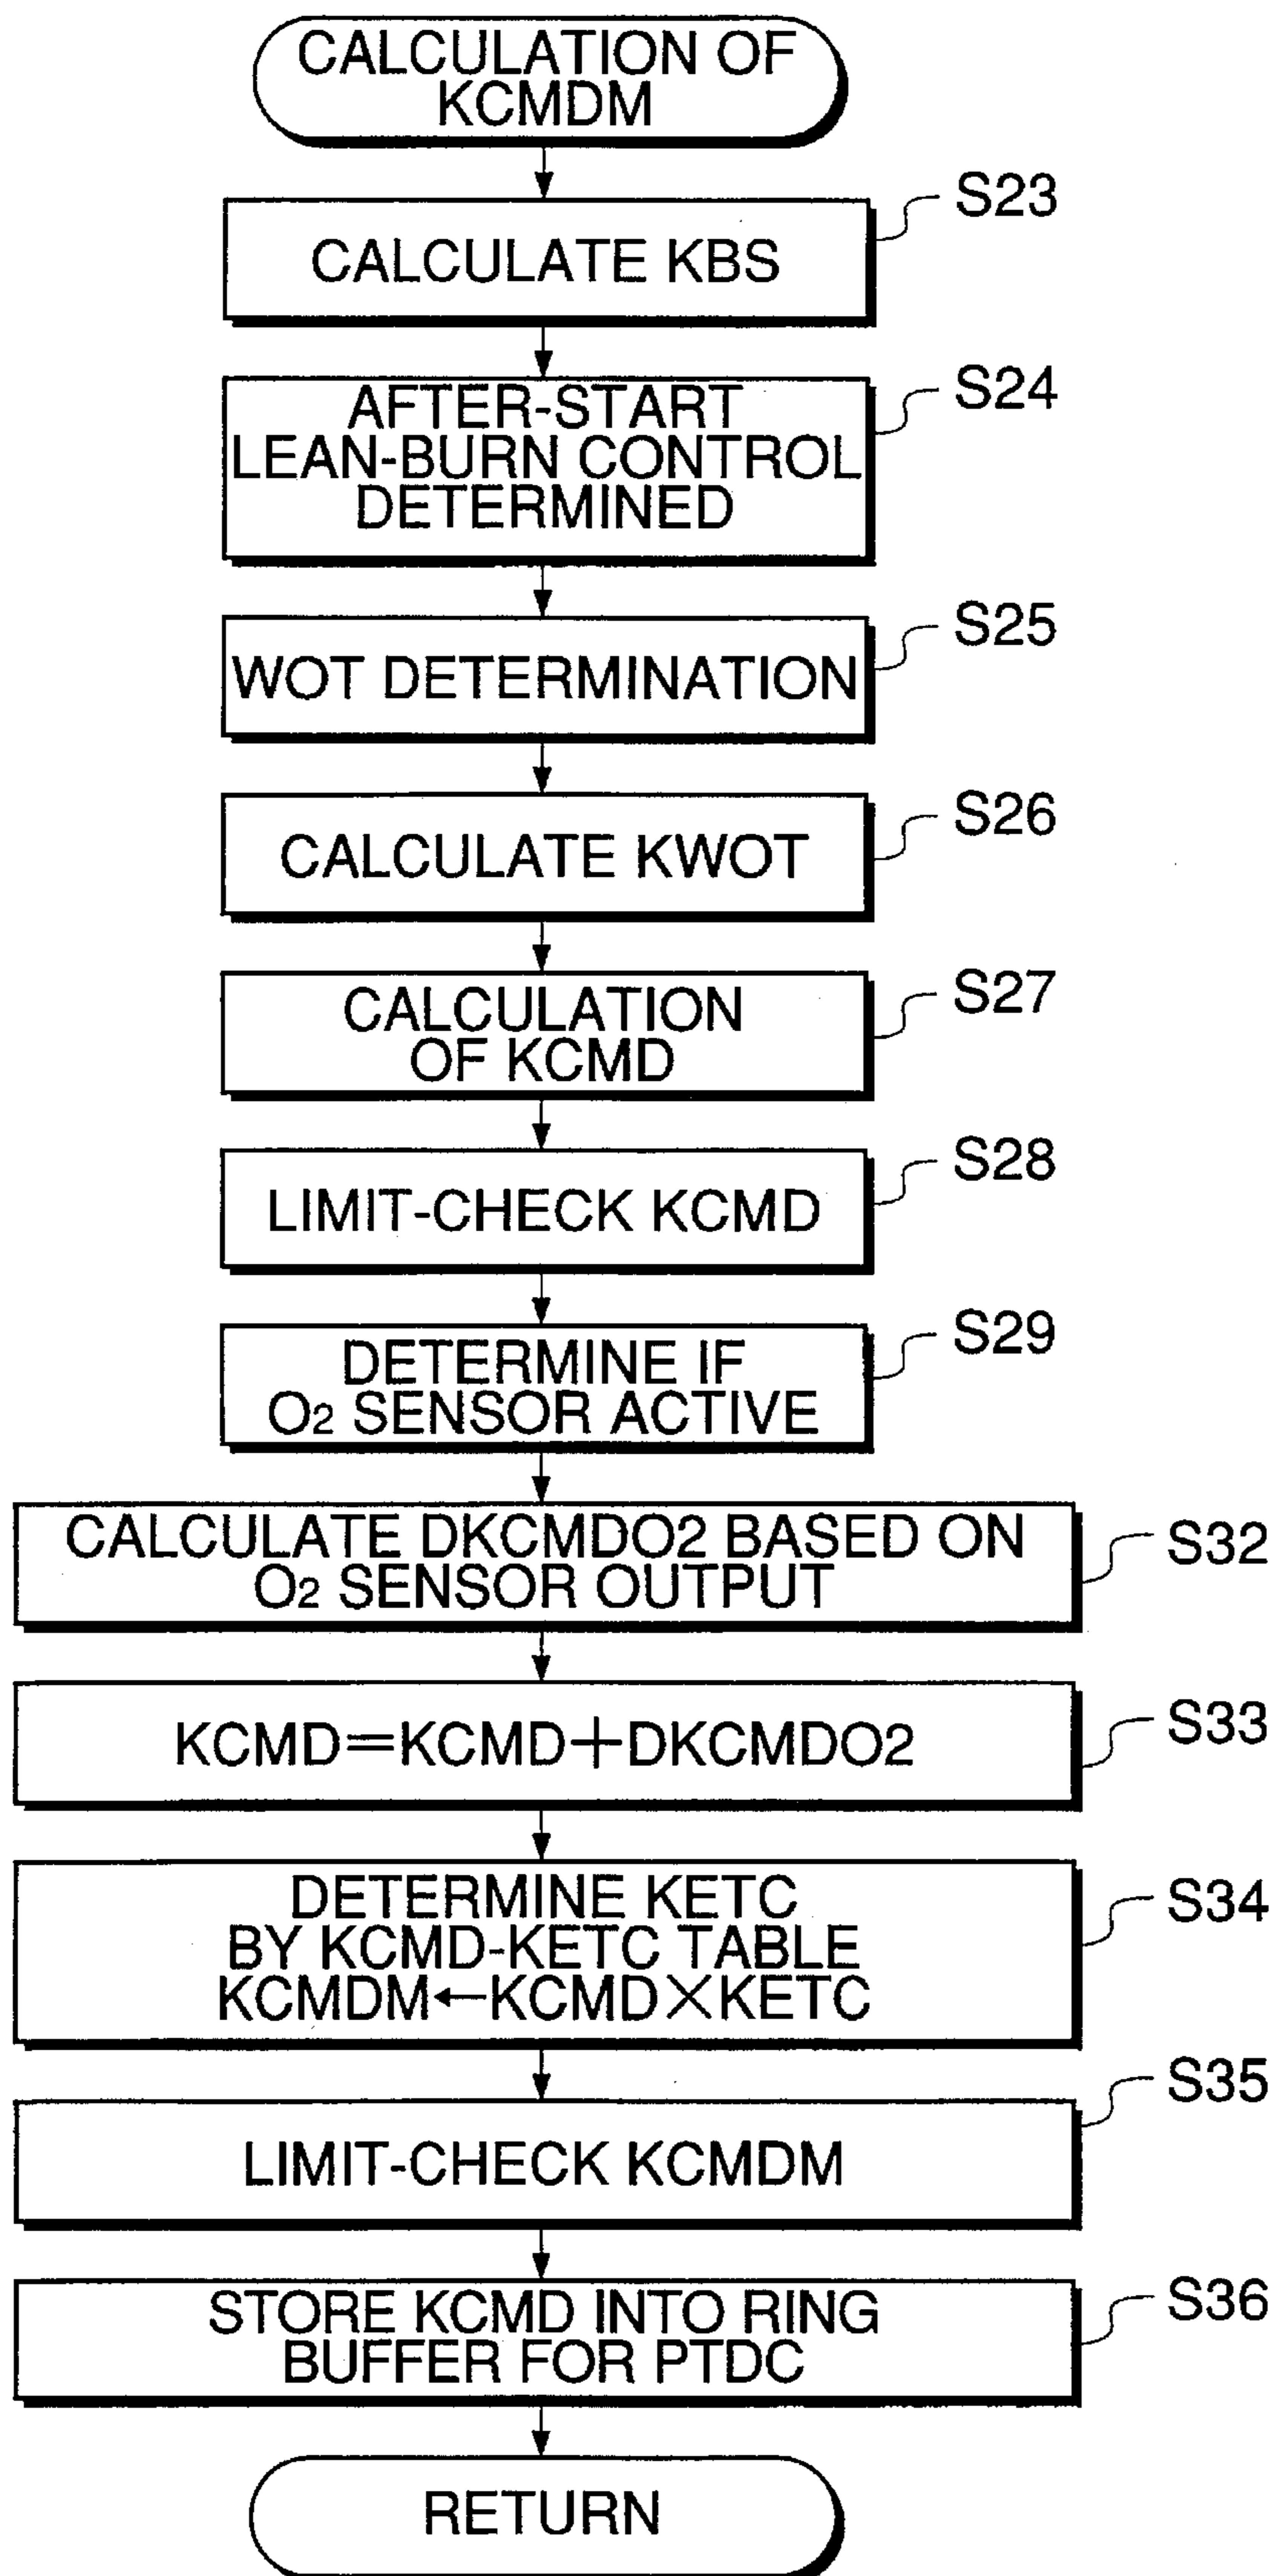 CALCULATION OF
KCMDM
S23
CALCULATE KBS
S24
AFTER-START
LEAN-BURN CONTROL
DETERMINED
S25
WOT DETERMINATION
S26
CALCULATE KWOT
S27
CALCULATION
OF KCMD
S28
LIMIT-CHECK KCMD
S29
DETERMINE IF
O2 SENSOR ACTIVE
S32
CALCULATE DKCMDO2 BASED ON
O2 SENSOR OUTPUT
S33
KCMD=KCMD+DKCMDO2
S34
DETERMINE KETC
BY KCMD-KETC TABLE
KCMDM←KCMD×KETC
S35
LIMIT-CHECK KCMDM
S36
STORE KCMD INTO RING
BUFFER FOR PTDC
RETURN